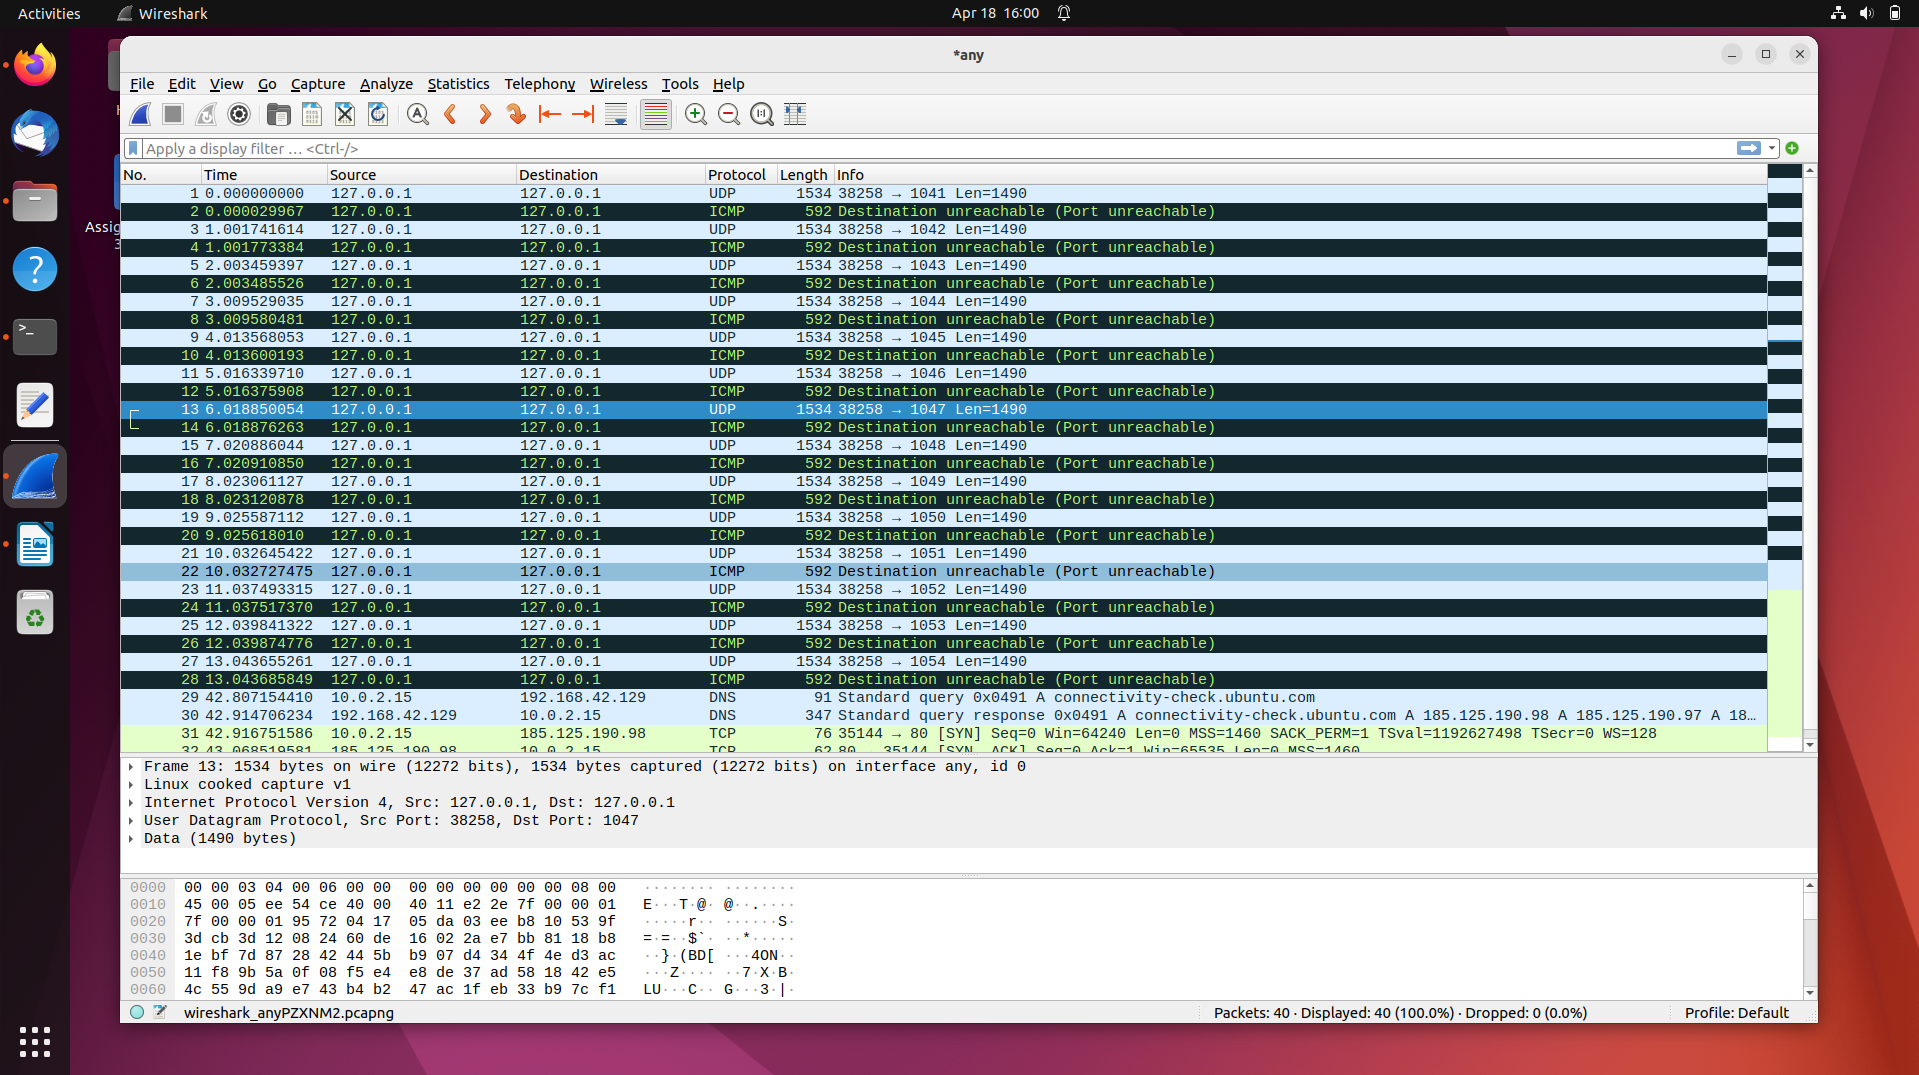 Activities Wireshark Apr 18 16:00
*any
File Edit View Go Capture Analyze Statistics Telephony Wireless Tools Help
Apply a display filter … <Ctrl-/>
No. Time Source Destination Protocol Length Info
1 0.000000000 127.0.0.1 127.0.0.1 UDP 1534 38258 → 1041 Len=1490
2 0.000029967 127.0.0.1 127.0.0.1 ICMP 592 Destination unreachable (Port unreachable)
3 1.001741614 127.0.0.1 127.0.0.1 UDP 1534 38258 → 1042 Len=1490
4 1.001773384 127.0.0.1 127.0.0.1 ICMP 592 Destination unreachable (Port unreachable)
5 2.003459397 127.0.0.1 127.0.0.1 UDP 1534 38258 → 1043 Len=1490
6 2.003485526 127.0.0.1 127.0.0.1 ICMP 592 Destination unreachable (Port unreachable)
7 3.009529035 127.0.0.1 127.0.0.1 UDP 1534 38258 → 1044 Len=1490
8 3.009580481 127.0.0.1 127.0.0.1 ICMP 592 Destination unreachable (Port unreachable)
9 4.013568053 127.0.0.1 127.0.0.1 UDP 1534 38258 → 1045 Len=1490
10 4.013600193 127.0.0.1 127.0.0.1 ICMP 592 Destination unreachable (Port unreachable)
11 5.016339710 127.0.0.1 127.0.0.1 UDP 1534 38258 → 1046 Len=1490
12 5.016375908 127.0.0.1 127.0.0.1 ICMP 592 Destination unreachable (Port unreachable)
13 6.018850054 127.0.0.1 127.0.0.1 UDP 1534 38258 → 1047 Len=1490
14 6.018876263 127.0.0.1 127.0.0.1 ICMP 592 Destination unreachable (Port unreachable)
15 7.020886044 127.0.0.1 127.0.0.1 UDP 1534 38258 → 1048 Len=1490
16 7.020910850 127.0.0.1 127.0.0.1 ICMP 592 Destination unreachable (Port unreachable)
17 8.023061127 127.0.0.1 127.0.0.1 UDP 1534 38258 → 1049 Len=1490
18 8.023120878 127.0.0.1 127.0.0.1 ICMP 592 Destination unreachable (Port unreachable)
19 9.025587112 127.0.0.1 127.0.0.1 UDP 1534 38258 → 1050 Len=1490
20 9.025618010 127.0.0.1 127.0.0.1 ICMP 592 Destination unreachable (Port unreachable)
21 10.032645422 127.0.0.1 127.0.0.1 UDP 1534 38258 → 1051 Len=1490
22 10.032727475 127.0.0.1 127.0.0.1 ICMP 592 Destination unreachable (Port unreachable)
23 11.037493315 127.0.0.1 127.0.0.1 UDP 1534 38258 → 1052 Len=1490
24 11.037517370 127.0.0.1 127.0.0.1 ICMP 592 Destination unreachable (Port unreachable)
25 12.039841322 127.0.0.1 127.0.0.1 UDP 1534 38258 → 1053 Len=1490
26 12.039874776 127.0.0.1 127.0.0.1 ICMP 592 Destination unreachable (Port unreachable)
27 13.043655261 127.0.0.1 127.0.0.1 UDP 1534 38258 → 1054 Len=1490
28 13.043685849 127.0.0.1 127.0.0.1 ICMP 592 Destination unreachable (Port unreachable)
29 42.807154410 10.0.2.15 192.168.42.129 DNS 91 Standard query 0x0491 A connectivity-check.ubuntu.com
30 42.914706234 192.168.42.129 10.0.2.15 DNS 347 Standard query response 0x0491 A connectivity-check.ubuntu.com A 185.125.190.98 A 185.125.190.97 A 18…
31 42.916751586 10.0.2.15 185.125.190.98 TCP 76 35144 → 80 [SYN] Seq=0 Win=64240 Len=0 MSS=1460 SACK_PERM=1 TSval=1192627498 TSecr=0 WS=128
32 43.068519581 185.125.190.98 10.0.2.15 TCP 62 80 → 35144 [SYN, ACK] Seq=0 Ack=1 Win=65535 Len=0 MSS=1460
Assig
3
Frame 13: 1534 bytes on wire (12272 bits), 1534 bytes captured (12272 bits) on interface any, id 0
Linux cooked capture v1
Internet Protocol Version 4, Src: 127.0.0.1, Dst: 127.0.0.1
User Datagram Protocol, Src Port: 38258, Dst Port: 1047
Data (1490 bytes)
0000 00 00 03 04 00 06 00 00 00 00 00 00 00 00 08 00 ········ ········
0010 45 00 05 ee 54 ce 40 00 40 11 e2 2e 7f 00 00 01 E···T·@· @··.····
0020 7f 00 00 01 95 72 04 17 05 da 03 ee b8 10 53 9f ·····r·· ······S·
0030 3d cb 3d 12 08 24 60 de 16 02 2a e7 bb 81 18 b8 =·=··$`· ··*·····
0040 1e bf 7d 87 28 42 44 5b b9 07 d4 34 4f 4e d3 ac ··}·(BD[ ···4ON··
0050 11 f8 9b 5a 0f 08 f5 e4 e8 de 37 ad 58 18 42 e5 ···Z···· ··7·X·B·
0060 4c 55 9d a9 e7 43 b4 b2 47 ac 1f eb 33 b9 7c f1 LU···C·· G···3·|·
wireshark_anyPZXNM2.pcapng Packets: 40 · Displayed: 40 (100.0%) · Dropped: 0 (0.0%) Profile: Default